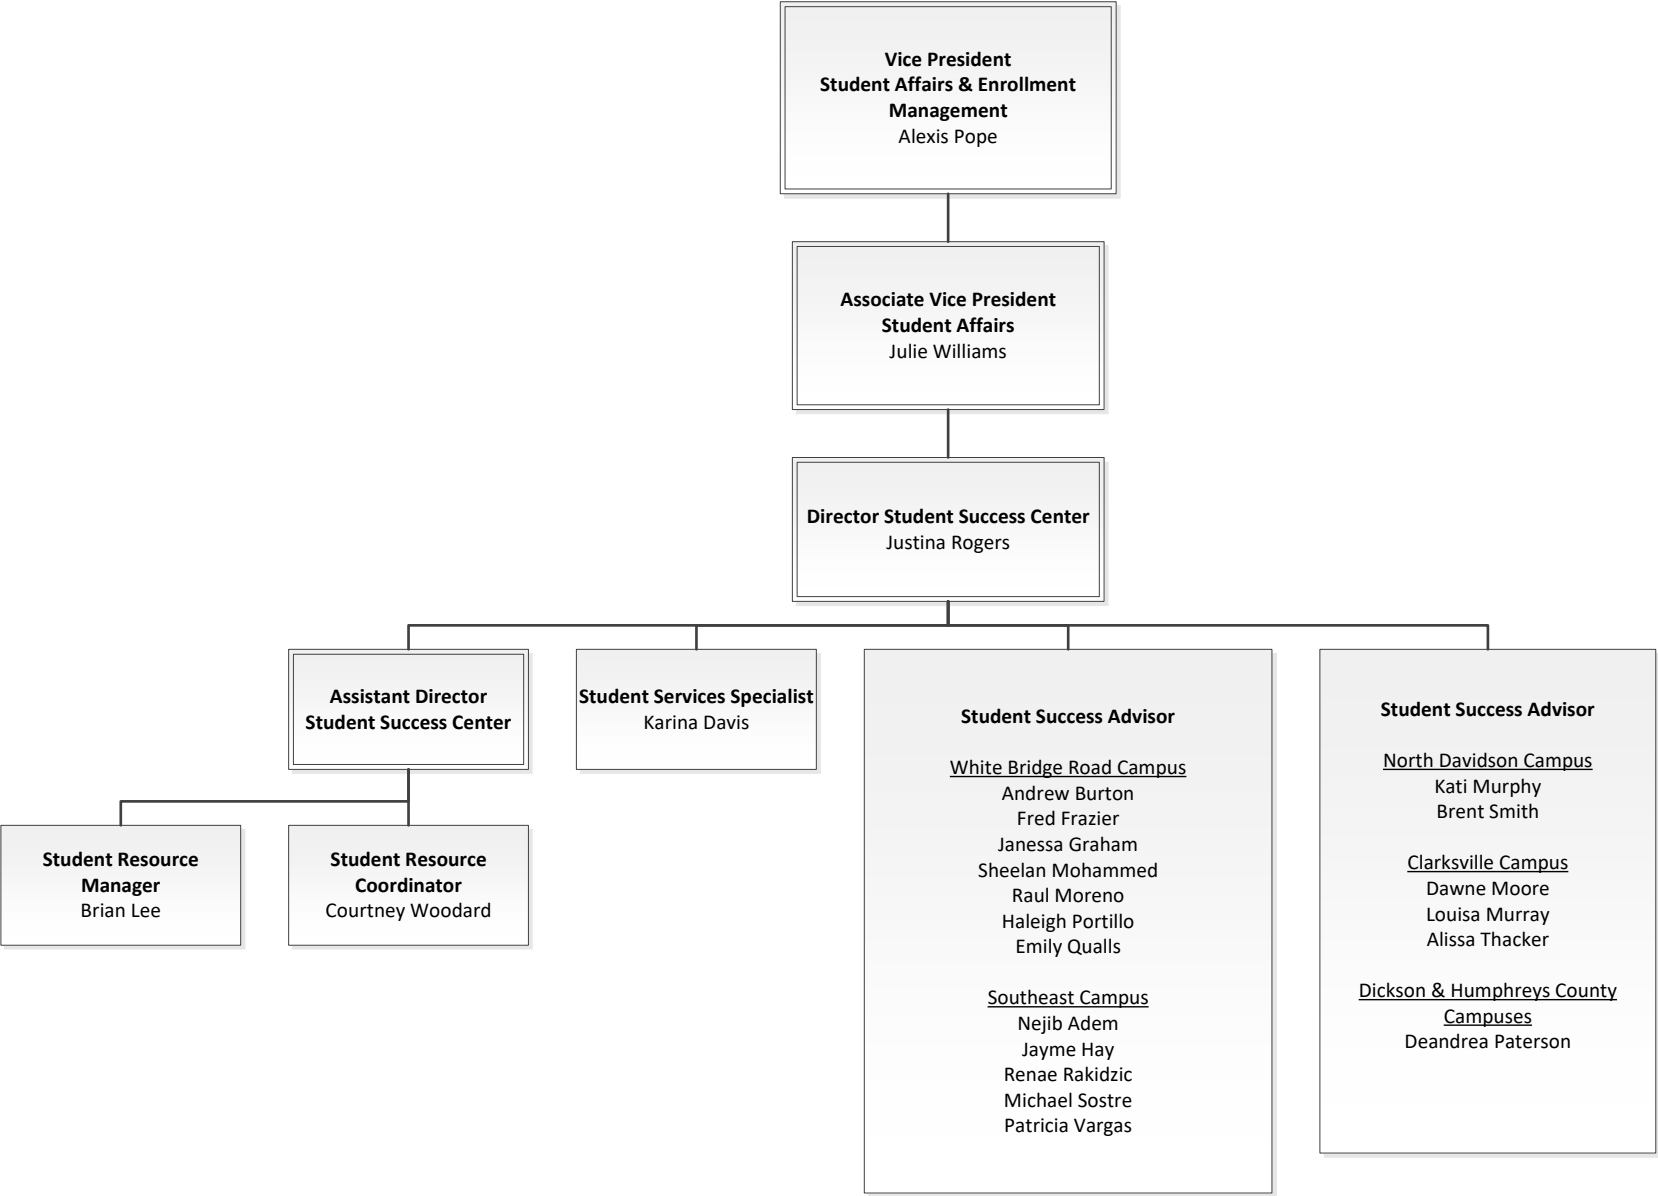 Vice President
Student Affairs & Enrollment
Management
Alexis Pope
Associate Vice President
Student Affairs
Julie Williams
Director Student Success Center
Justina Rogers
Assistant Director
Student Success Center
Student Services Specialist
Karina Davis
Student Resource
Manager
Brian Lee
Student Resource
Coordinator
Courtney Woodard
Student Success Advisor
White Bridge Road Campus
Andrew Burton
Fred Frazier
Janessa Graham
Sheelan Mohammed
Raul Moreno
Haleigh Portillo
Emily Qualls
Southeast Campus
Nejib Adem
Jayme Hay
Renae Rakidzic
Michael Sostre
Patricia Vargas
Student Success Advisor
North Davidson Campus
Kati Murphy
Brent Smith
Clarksville Campus
Dawne Moore
Louisa Murray
Alissa Thacker
Dickson & Humphreys County
Campuses
Deandrea Paterson